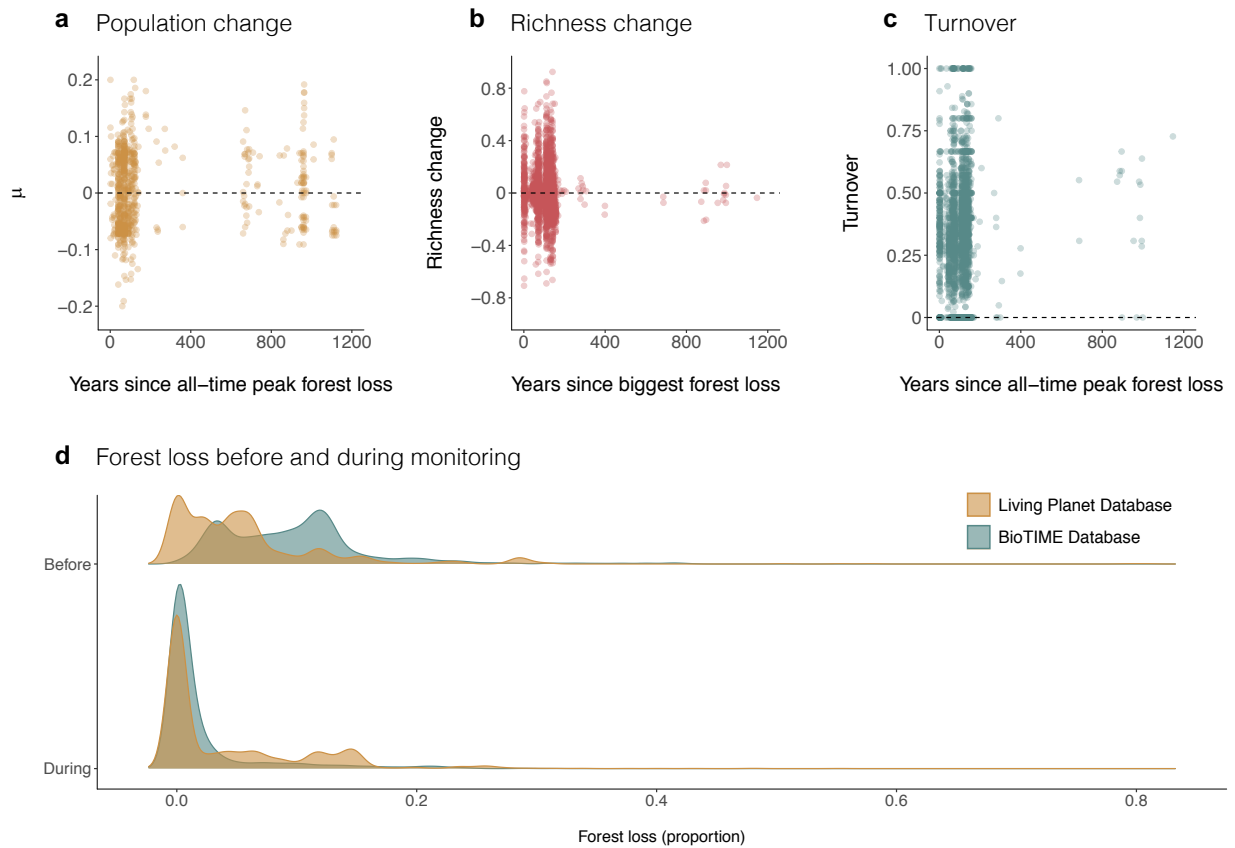 a Population change
0.2
0.1
0
−0.1
−0.2
μ
0 400 800 1200
Years since all−time peak forest loss
b Richness change
0.8
0.4
0
−0.4
−0.8
Richness change
0 400 800 1200
Years since biggest forest loss
c Turnover
1.00
0.75
0.50
0.25
0
Turnover
0 400 800 1200
Years since all−time peak forest loss
d Forest loss before and during monitoring
Living Planet Database
BioTIME Database
Before
During
0.0 0.2 0.4 0.6 0.8
Forest loss (proportion)